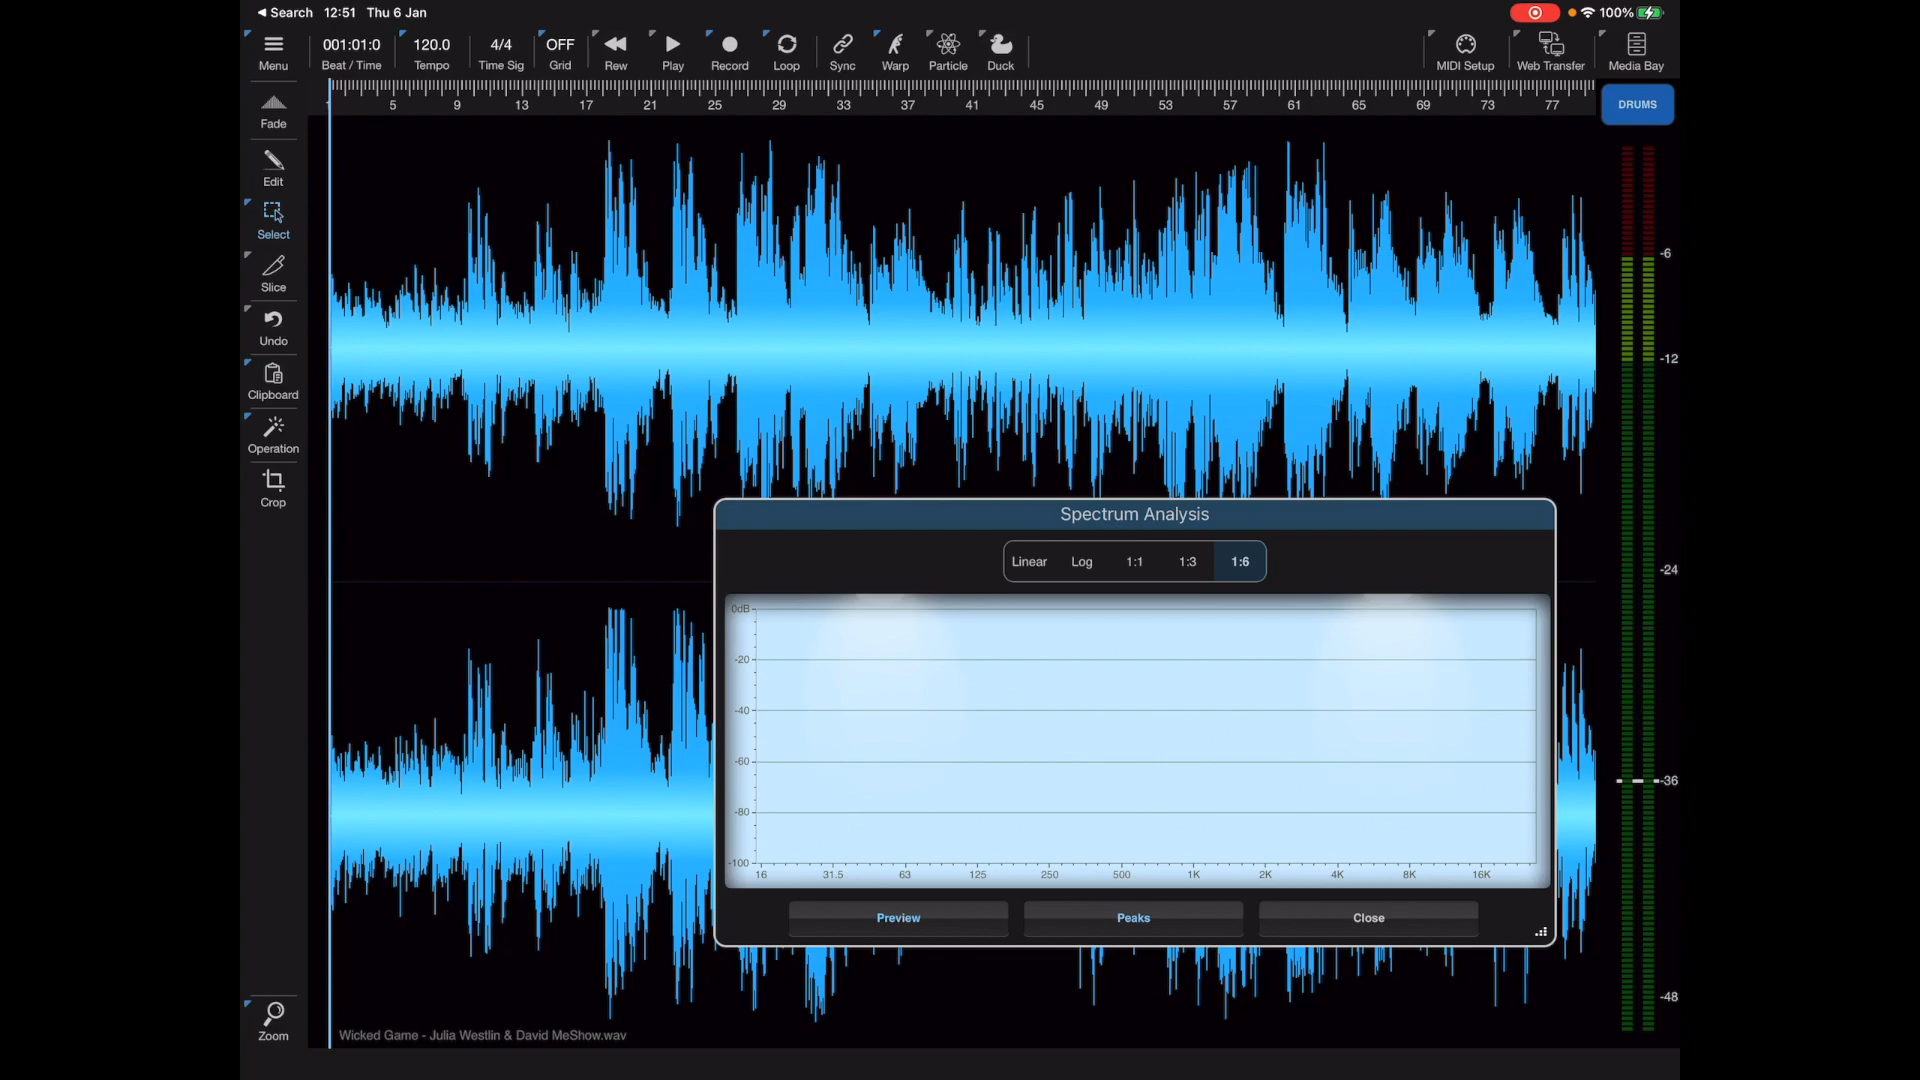 Search 12:51 Thu 6 Jan 100%
001:01:0 120.0 4/4 OFF
Menu Beat / Time Tempo Time Sig Grid Rew Play Record Loop Sync Warp Particle Duck MIDI Setup Web Transfer Media Bay
5 9 13 17 21 25 29 33 37 41 45 49 53 57 61 65 69 73 77
DRUMS
Fade
Edit
Select
Slice
Undo
Clipboard
Operation
Crop
Zoom
Spectrum Analysis
Linear Log 1:1 1:3 1:6
0dB
-20
-40
-60
-80
-100
16 31.5 63 125 250 500 1K 2K 4K 8K 16K
Preview Peaks Close
-6
-12
-24
-36
-48
Wicked Game - Julia Westlin & David MeShow.wav